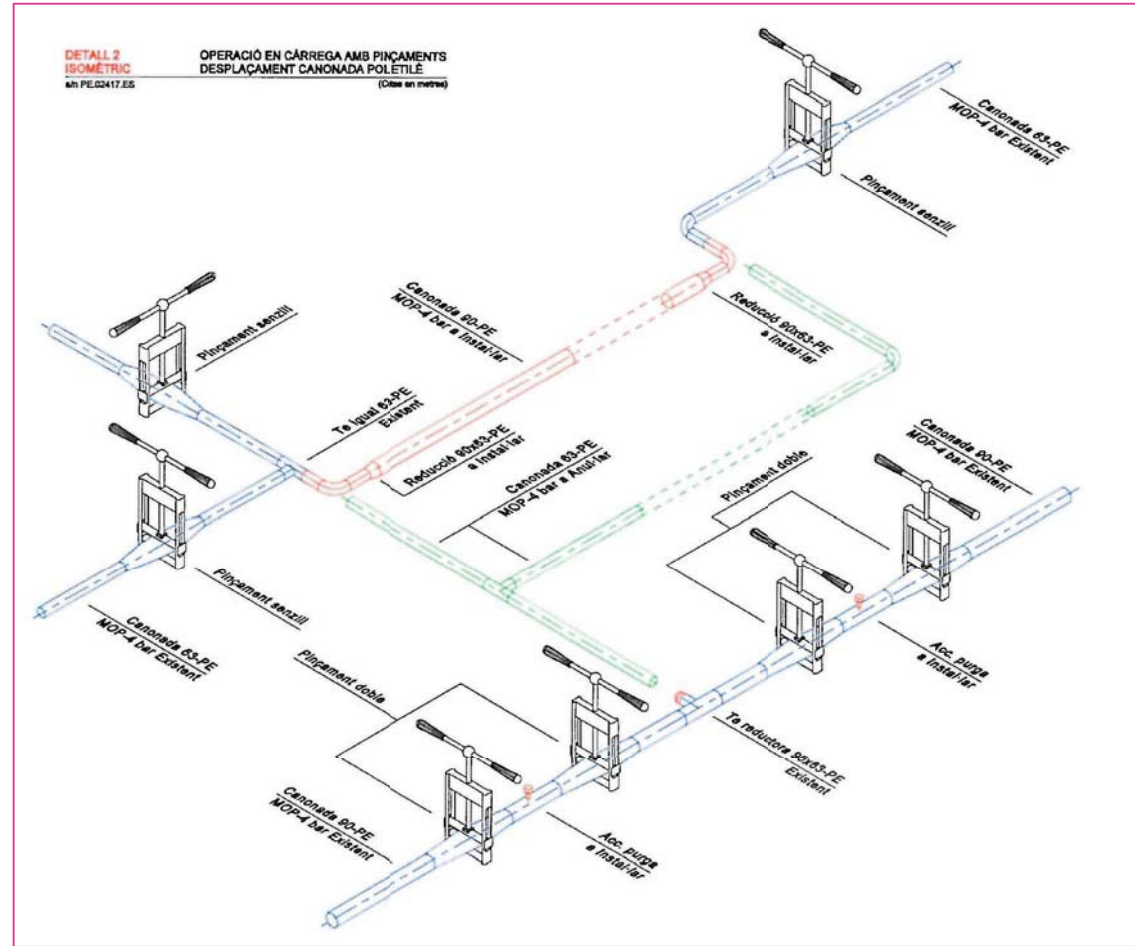 DETALL 2
ISOMÈTRIC
s/n PE.02417.ES
OPERACIÓ EN CÀRREGA AMB PINÇAMENTS
DESPLAÇAMENT CANONADA POLETILÈ
(Cotes en metres)
Canonada 63-PE
MOP-4 bar Existent
Pinçament senzill
Pinçament senzill
Canonada 90-PE
MOP-4 bar a Instal·lar
Reducció 90x63-PE
a Instal·lar
Te igual 63-PE
Existent
Reducció 90x63-PE
a Instal·lar
Canonada 63-PE
MOP-4 bar a Anul·lar
Canonada 90-PE
MOP-4 bar Existent
Pinçament doble
Pinçament senzill
Canonada 63-PE
MOP-4 bar Existent
Pinçament doble
Acc. purga
a Instal·lar
Te reductora 90x63-PE
Existent
Canonada 90-PE
MOP-4 bar Existent
Acc. purga
a Instal·lar